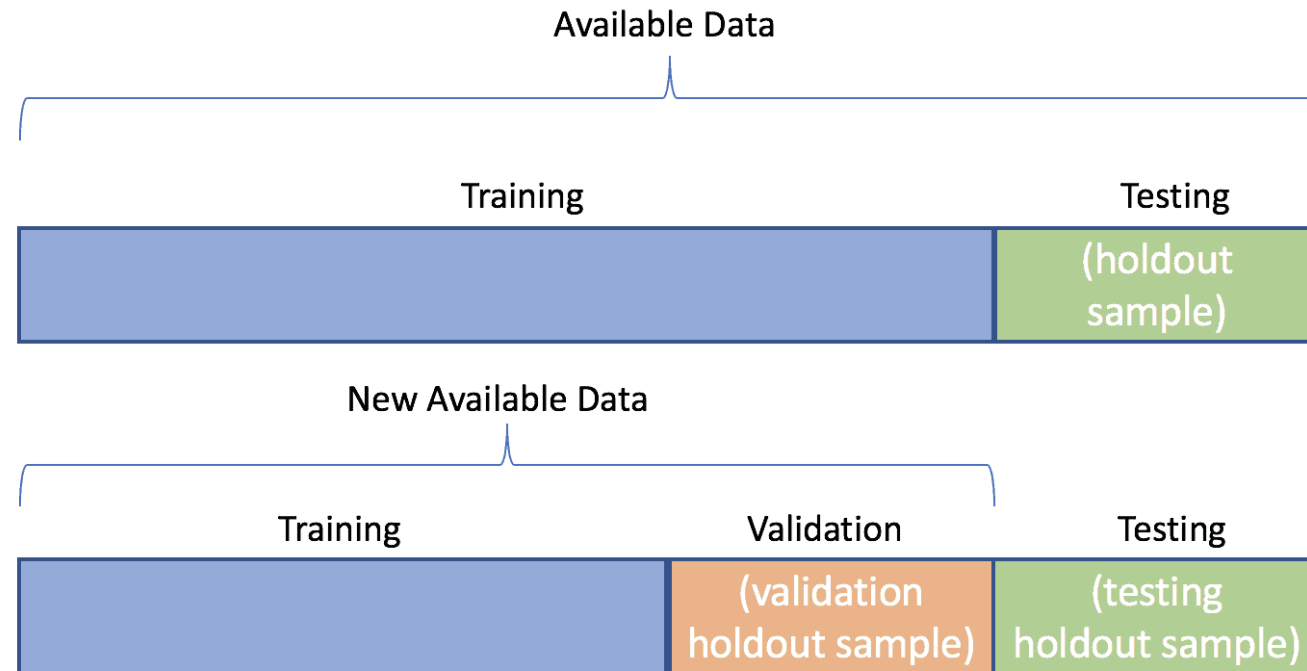 Available Data
Training
Testing
(holdout
sample)
New Available Data
Training
Validation
Testing
(validation
holdout sample)
(testing
holdout sample)